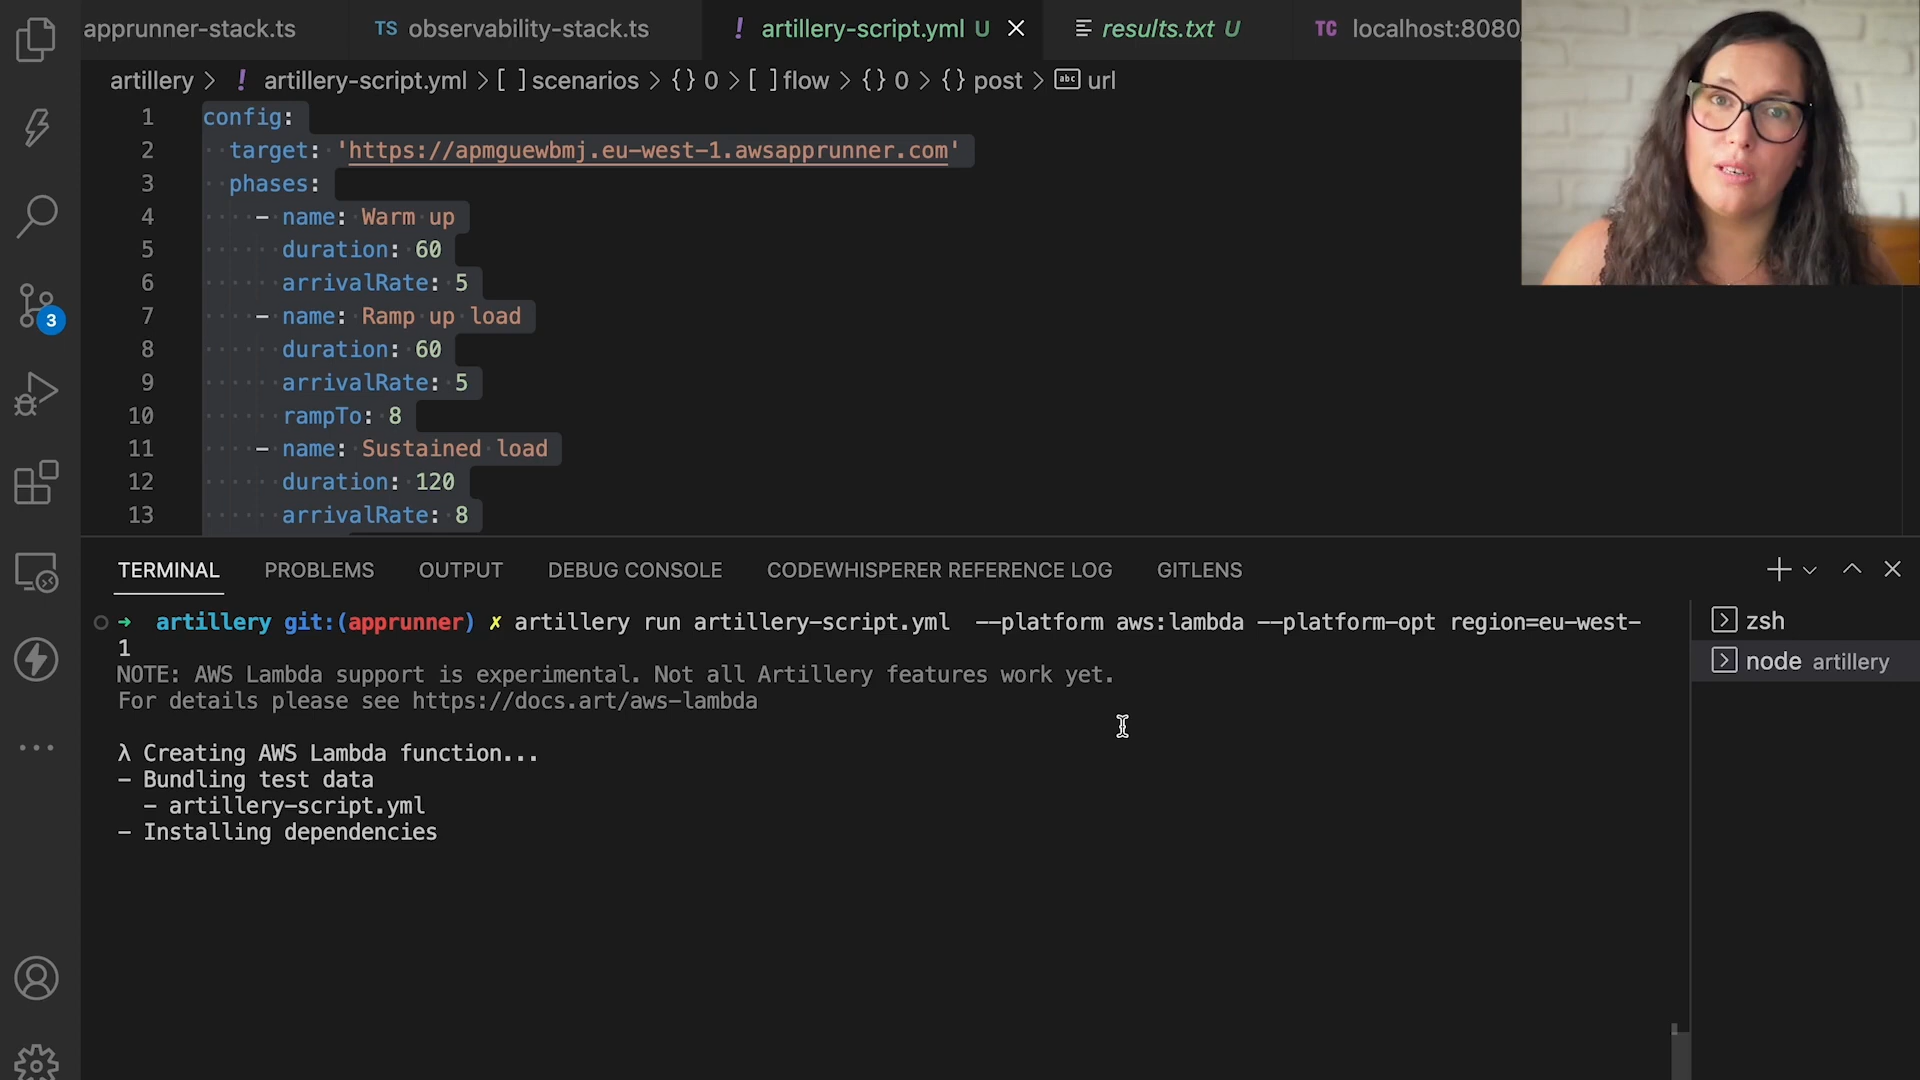 apprunner-stack.ts
TS observability-stack.ts
! artillery-script.yml U
results.txt U
TC localhost:8080
artillery > ! artillery-script.yml > [ ] scenarios > {} 0 > [ ] flow > {} 0 > {} post > abc url
1 config:
2 target: 'https://apmguewbmj.eu-west-1.awsapprunner.com'
3 phases:
4 - name: Warm up
5 duration: 60
6 arrivalRate: 5
7 - name: Ramp up load
8 duration: 60
9 arrivalRate: 5
10 rampTo: 8
11 - name: Sustained load
12 duration: 120
13 arrivalRate: 8
3
TERMINAL PROBLEMS OUTPUT DEBUG CONSOLE CODEWHISPERER REFERENCE LOG GITLENS
➜ artillery git:(apprunner) ✗ artillery run artillery-script.yml --platform aws:lambda --platform-opt region=eu-west-
1
NOTE: AWS Lambda support is experimental. Not all Artillery features work yet.
For details please see https://docs.art/aws-lambda
λ Creating AWS Lambda function...
- Bundling test data
- artillery-script.yml
- Installing dependencies
zsh
node artillery